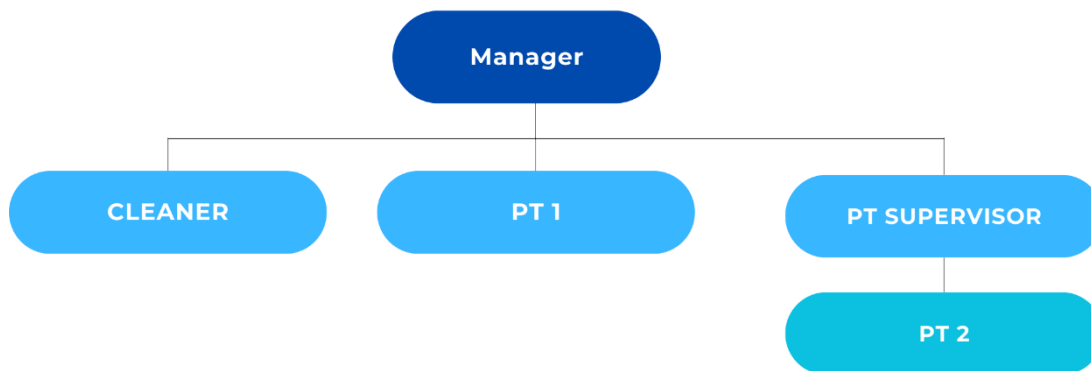 Manager
CLEANER
PT 1
PT SUPERVISOR
PT 2